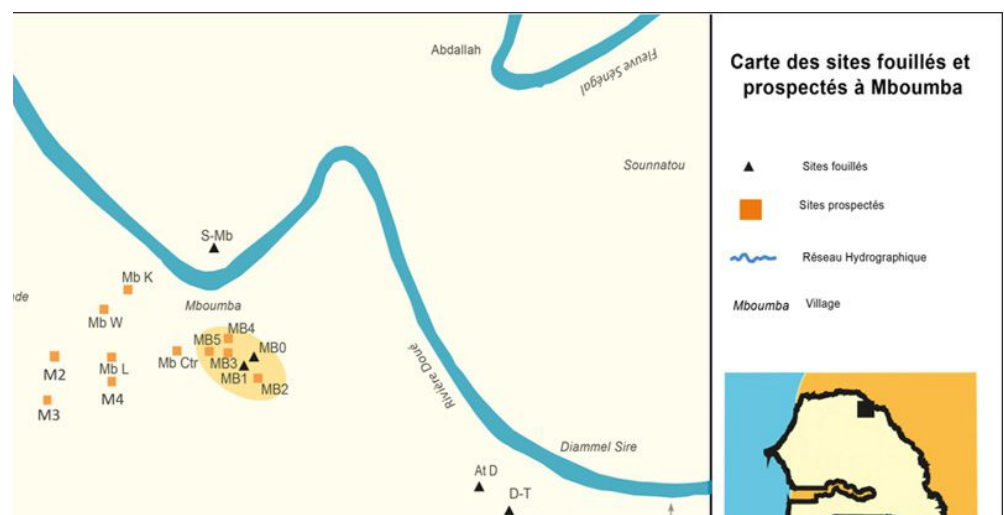 Abdallah
Fleuve Sénégal
Sounnatou
S-Mb
Mb K
Mboumba
Mb W
MB4
MB5
MB0
Mb Ctr
MB3
M2
Mb L
MB1
MB2
M3
M4
Rivière Doué
Diammel Sire
At D
D-T
Carte des sites fouillés et
prospectés à Mboumba
Sites fouillés
Sites prospectés
Réseau Hydrographique
Mboumba Village